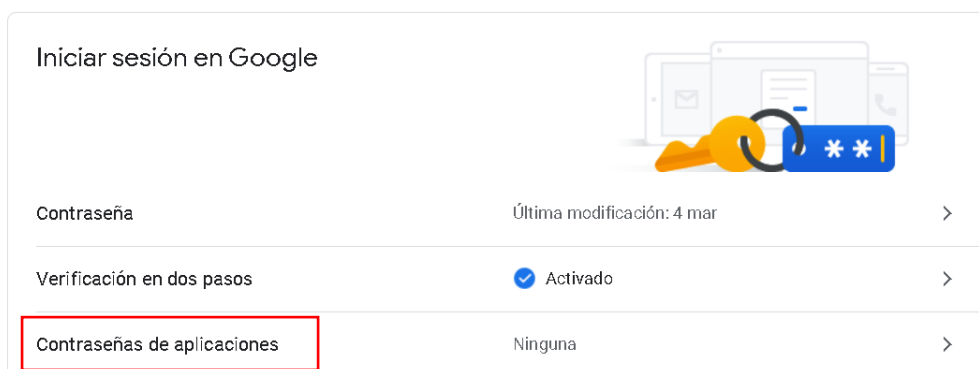 Iniciar sesión en Google
**
Contraseña
Última modificación: 4 mar
Verificación en dos pasos
Activado
Contraseñas de aplicaciones
Ninguna